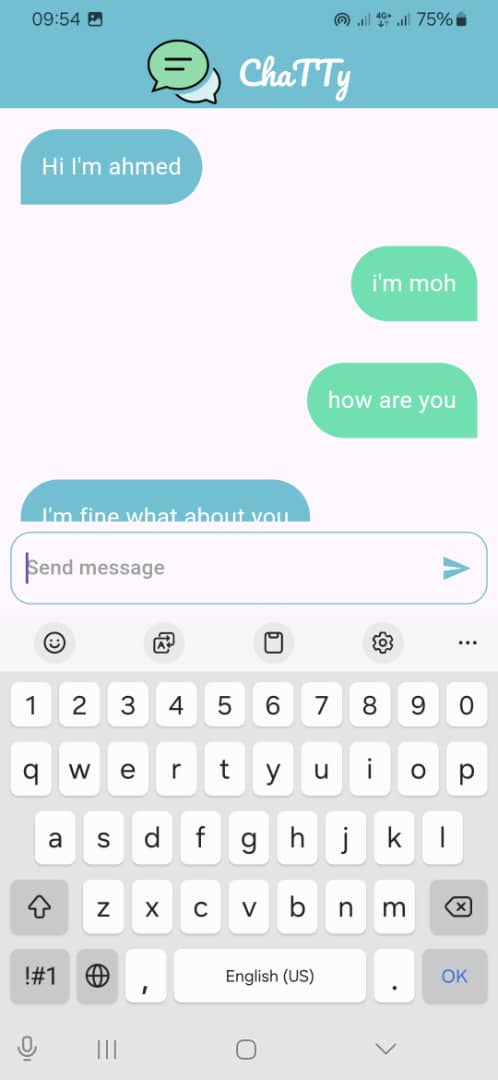 09:54
4G+ 75%
ChaTTy
Hi I'm ahmed
i'm moh
how are you
I'm fine what about you
Send message
1 2 3 4 5 6 7 8 9 0
q w e r t y u i o p
a s d f g h j k l
z x c v b n m
!#1 , English (US) . OK